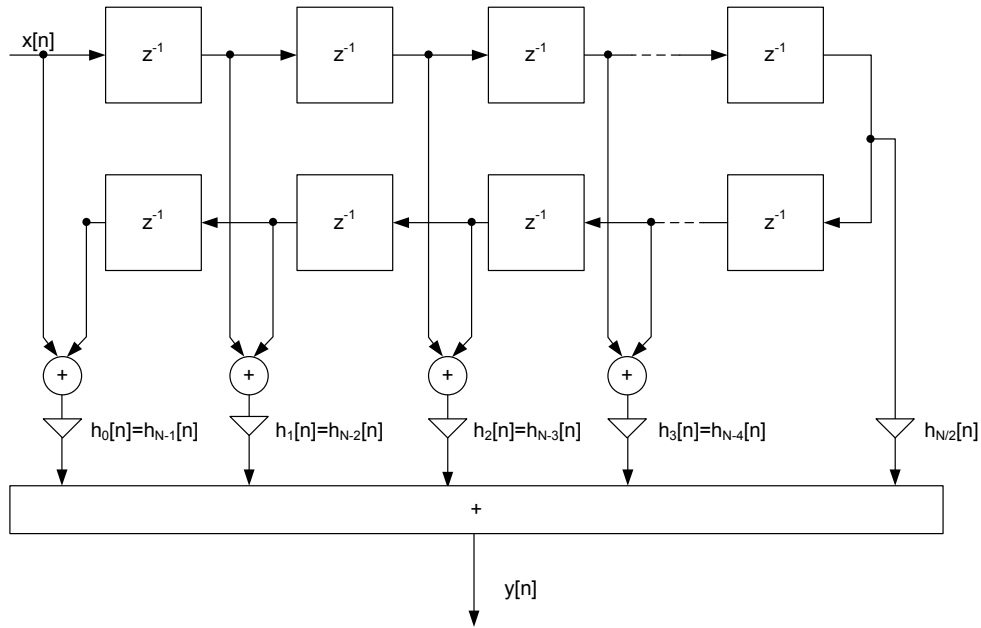 x[n]
z⁻¹ z⁻¹ z⁻¹ z⁻¹
z⁻¹ z⁻¹ z⁻¹ z⁻¹
+ + + +
h₀[n]=h_{N-1}[n] h₁[n]=h_{N-2}[n] h₂[n]=h_{N-3}[n] h₃[n]=h_{N-4}[n] h_{N/2}[n]
+
y[n]